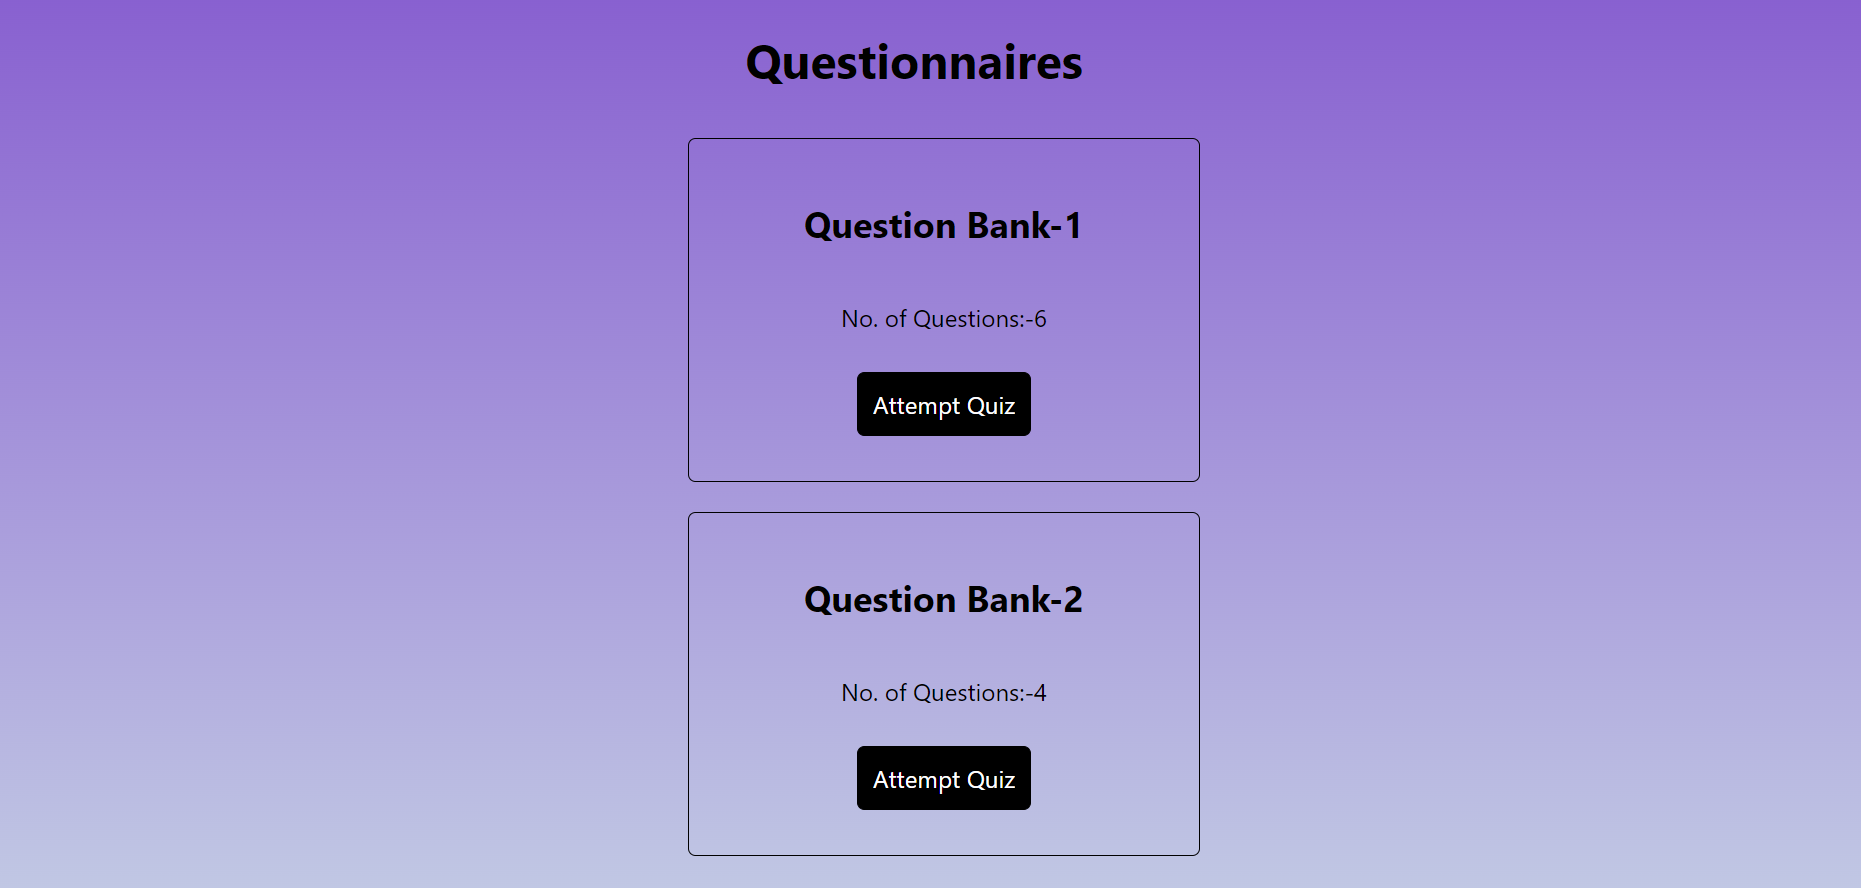 Questionnaires
Question Bank-1
No. of Questions:-6
Attempt Quiz
Question Bank-2
No. of Questions:-4
Attempt Quiz